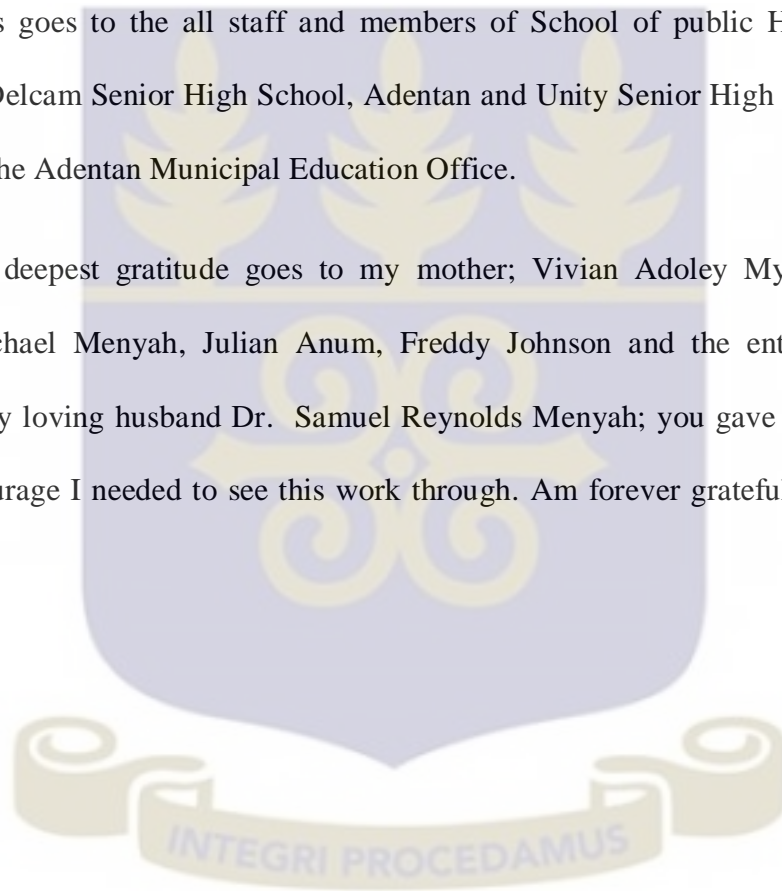 s goes to the all staff and members of School of public H
Delcam Senior High School, Adentan and Unity Senior High
he Adentan Municipal Education Office.
deepest gratitude goes to my mother; Vivian Adoley My
chael Menyah, Julian Anum, Freddy Johnson and the ent
y loving husband Dr. Samuel Reynolds Menyah; you gave
urage I needed to see this work through. Am forever grateful
INTEGRI PROCEDAMUS